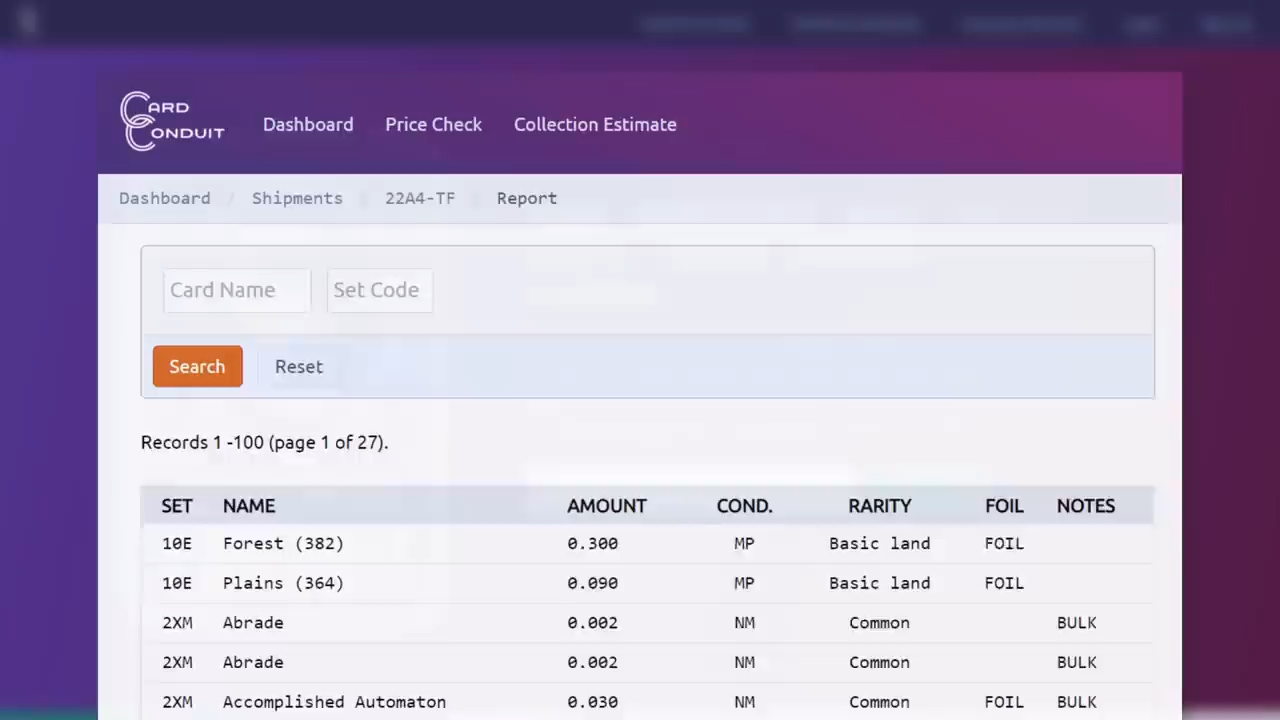 CARD CONDUIT
Dashboard Price Check Collection Estimate
Dashboard / Shipments / 22A4-TF / Report
Card Name Set Code
Search Reset
Records 1 -100 (page 1 of 27).
SET NAME AMOUNT COND. RARITY FOIL NOTES
10E Forest (382) 0.300 MP Basic land FOIL
10E Plains (364) 0.090 MP Basic land FOIL
2XM Abrade 0.002 NM Common BULK
2XM Abrade 0.002 NM Common BULK
2XM Accomplished Automaton 0.030 NM Common FOIL BULK